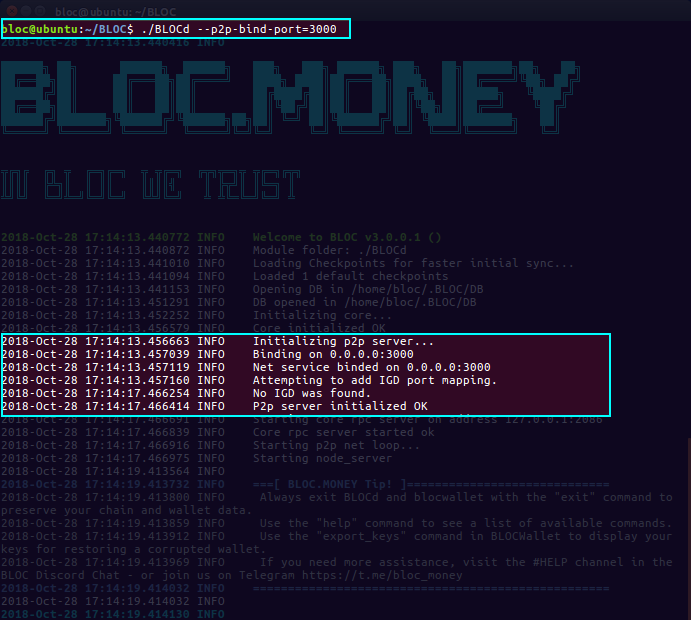 bloc@ubuntu: ~/BLOC
bloc@ubuntu:~/BLOC$ ./BLOCd --p2p-bind-port=3000
2018-Oct-28 17:14:13.440416 INFO
BLOC.MONEY
IN BLOC WE TRUST
2018-Oct-28 17:14:13.440772 INFO    Welcome to BLOC v3.0.0.1 ()
2018-Oct-28 17:14:13.440872 INFO    Module folder: ./BLOCd
2018-Oct-28 17:14:13.441010 INFO    Loading Checkpoints for faster initial sync...
2018-Oct-28 17:14:13.441094 INFO    Loaded 1 default checkpoints
2018-Oct-28 17:14:13.441153 INFO    Opening DB in /home/bloc/.BLOC/DB
2018-Oct-28 17:14:13.451291 INFO    DB opened in /home/bloc/.BLOC/DB
2018-Oct-28 17:14:13.452252 INFO    Initializing core...
2018-Oct-28 17:14:13.456579 INFO    Core initialized OK
2018-Oct-28 17:14:13.456663 INFO    Initializing p2p server...
2018-Oct-28 17:14:13.457039 INFO    Binding on 0.0.0.0:3000
2018-Oct-28 17:14:13.457119 INFO    Net service binded on 0.0.0.0:3000
2018-Oct-28 17:14:13.457160 INFO    Attempting to add IGD port mapping.
2018-Oct-28 17:14:17.466254 INFO    No IGD was found.
2018-Oct-28 17:14:17.466414 INFO    P2p server initialized OK
2018-Oct-28 17:14:17.466691 INFO    Starting core rpc server on address 127.0.0.1:2086
2018-Oct-28 17:14:17.466839 INFO    Core rpc server started ok
2018-Oct-28 17:14:17.466916 INFO    Starting p2p net loop...
2018-Oct-28 17:14:17.466975 INFO    Starting node_server
2018-Oct-28 17:14:19.413564 INFO
2018-Oct-28 17:14:19.413732 INFO    ===[ BLOC.MONEY Tip! ]=============================
2018-Oct-28 17:14:19.413800 INFO     Always exit BLOCd and blocwallet with the "exit" command to
preserve your chain and wallet data.
2018-Oct-28 17:14:19.413859 INFO     Use the "help" command to see a list of available commands.
2018-Oct-28 17:14:19.413912 INFO     Use the "export_keys" command in BLOCWallet to display your
keys for restoring a corrupted wallet.
2018-Oct-28 17:14:19.413969 INFO     If you need more assistance, visit the #HELP channel in the
BLOC Discord Chat - or join us on Telegram https://t.me/bloc_money
2018-Oct-28 17:14:19.414032 INFO    ===================================================
2018-Oct-28 17:14:19.414032 INFO
2018-Oct-28 17:14:19.414130 INFO